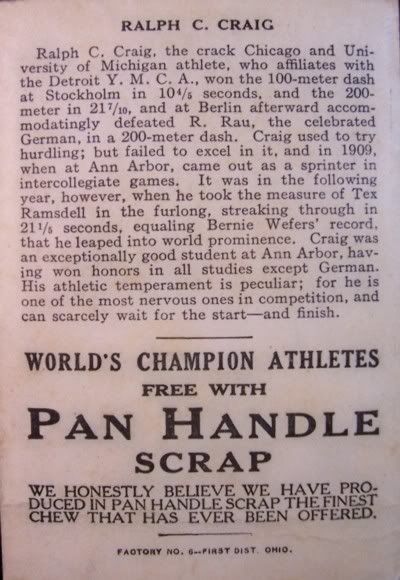 RALPH C. CRAIG
Ralph C. Craig, the crack Chicago and Uni-
versity of Michigan athlete, who affiliates with
the Detroit Y. M. C. A., won the 100-meter dash
at Stockholm in 10⅘ seconds, and the 200-
meter in 21⁷/₁₀, and at Berlin afterward accom-
modatingly defeated R. Rau, the celebrated
German, in a 200-meter dash. Craig used to try
hurdling; but failed to excel in it, and in 1909,
when at Ann Arbor, came out as a sprinter in
intercollegiate games. It was in the following
year, however, when he took the measure of Tex
Ramsdell in the furlong, streaking through in
21⅕ seconds, equaling Bernie Wefers' record,
that he leaped into world prominence. Craig was
an exceptionally good student at Ann Arbor, hav-
ing won honors in all studies except German.
His athletic temperament is peculiar; for he is
one of the most nervous ones in competition, and
can scarcely wait for the start—and finish.
WORLD'S CHAMPION ATHLETES
FREE WITH
PAN HANDLE
SCRAP
WE HONESTLY BELIEVE WE HAVE PRO-
DUCED IN PAN HANDLE SCRAP THE FINEST
CHEW THAT HAS EVER BEEN OFFERED.
FACTORY NO. 6--FIRST DIST. OHIO.